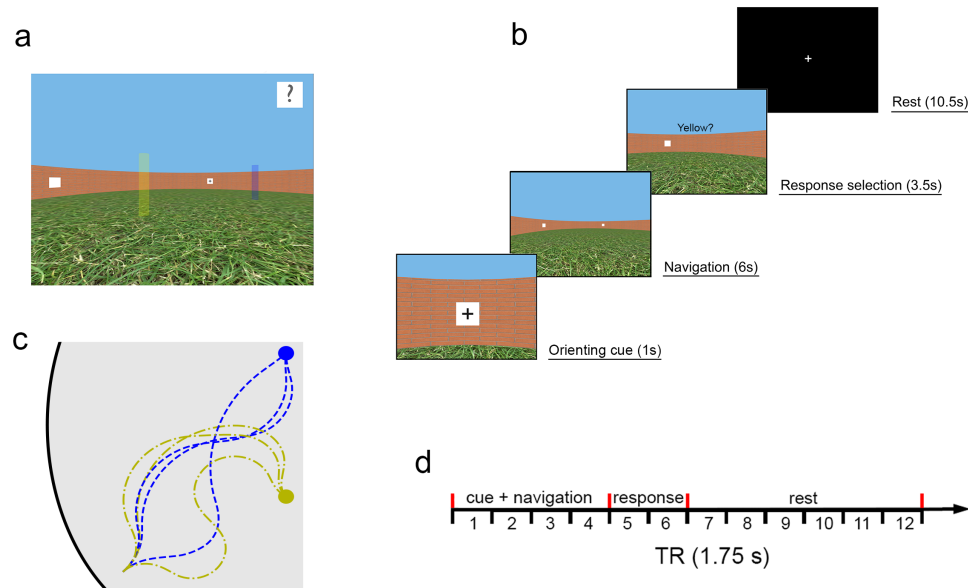 a
?
b
+
Rest (10.5s)
Yellow?
Response selection (3.5s)
Navigation (6s)
+
Orienting cue (1s)
c
d
cue + navigation response rest
1 2 3 4 5 6 7 8 9 10 11 12
TR (1.75 s)